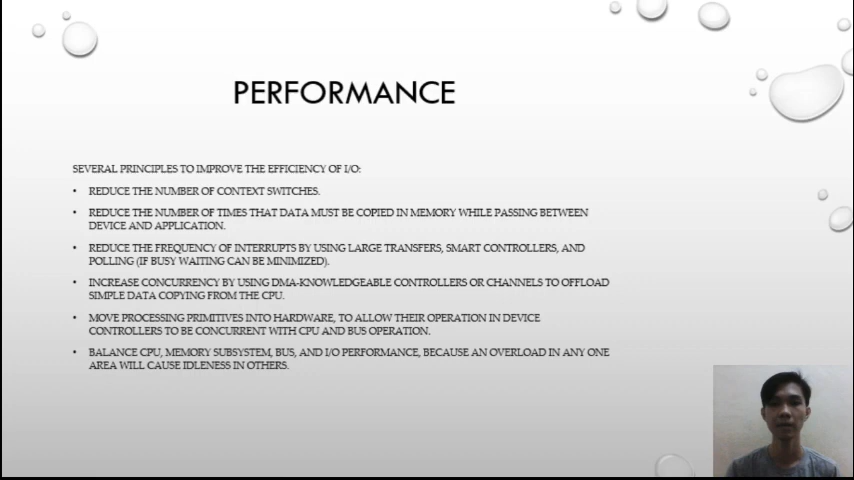 PERFORMANCE
SEVERAL PRINCIPLES TO IMPROVE THE EFFICIENCY OF I/O:
• REDUCE THE NUMBER OF CONTEXT SWITCHES.
• REDUCE THE NUMBER OF TIMES THAT DATA MUST BE COPIED IN MEMORY WHILE PASSING BETWEEN
DEVICE AND APPLICATION.
• REDUCE THE FREQUENCY OF INTERRUPTS BY USING LARGE TRANSFERS, SMART CONTROLLERS, AND
POLLING (IF BUSY WAITING CAN BE MINIMIZED).
• INCREASE CONCURRENCY BY USING DMA-KNOWLEDGEABLE CONTROLLERS OR CHANNELS TO OFFLOAD
SIMPLE DATA COPYING FROM THE CPU.
• MOVE PROCESSING PRIMITIVES INTO HARDWARE, TO ALLOW THEIR OPERATION IN DEVICE
CONTROLLERS TO BE CONCURRENT WITH CPU AND BUS OPERATION.
• BALANCE CPU, MEMORY SUBSYSTEM, BUS, AND I/O PERFORMANCE, BECAUSE AN OVERLOAD IN ANY ONE
AREA WILL CAUSE IDLENESS IN OTHERS.